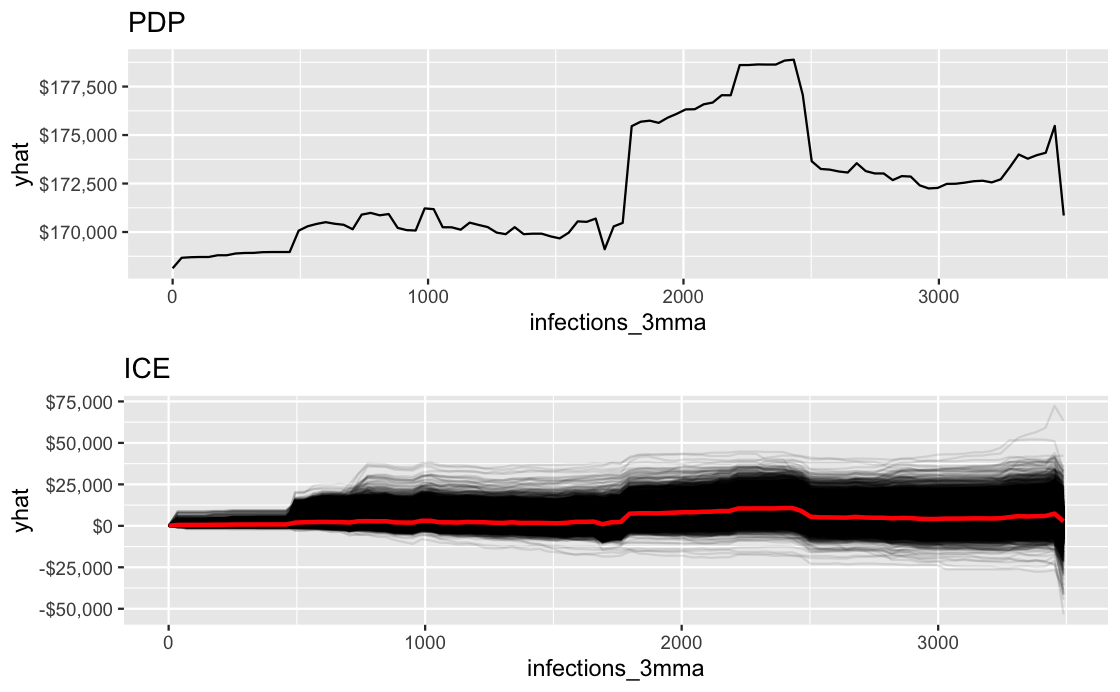 PDP
$177,500
$175,000
$172,500
$170,000
yhat
0 1000 2000 3000
infections_3mma
ICE
$75,000
$50,000
$25,000
$0
-$25,000
-$50,000
yhat
0 1000 2000 3000
infections_3mma